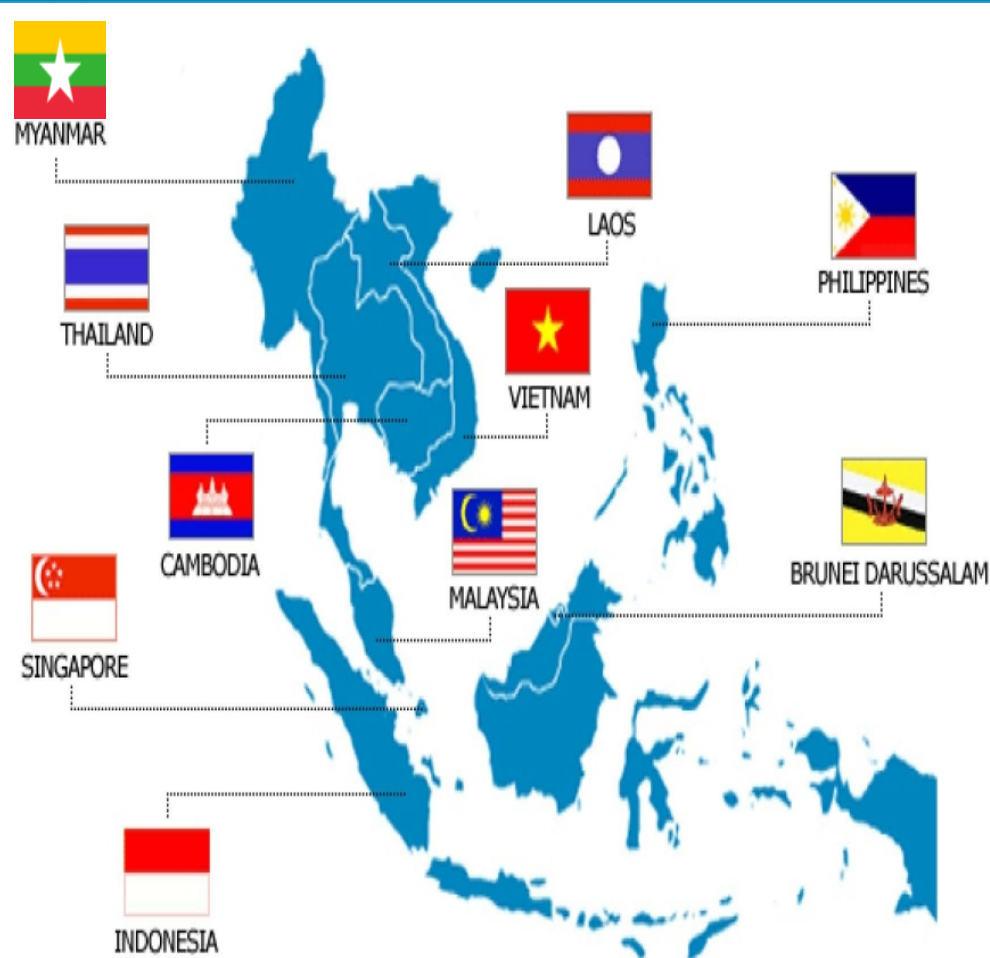 MYANMAR
LAOS
PHILIPPINES
THAILAND
VIETNAM
CAMBODIA
BRUNEI DARUSSALAM
MALAYSIA
SINGAPORE
INDONESIA